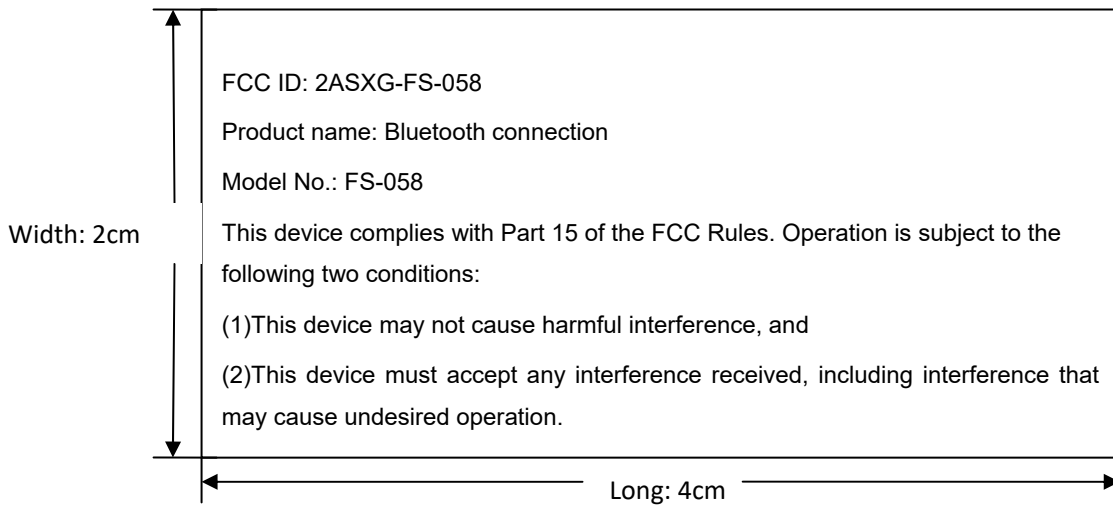 FCC ID: 2ASXG-FS-058
Product name: Bluetooth connection
Model No.: FS-058
Width: 2cm
This device complies with Part 15 of the FCC Rules. Operation is subject to the
following two conditions:
(1)This device may not cause harmful interference, and
(2)This device must accept any interference received, including interference that
may cause undesired operation.
Long: 4cm